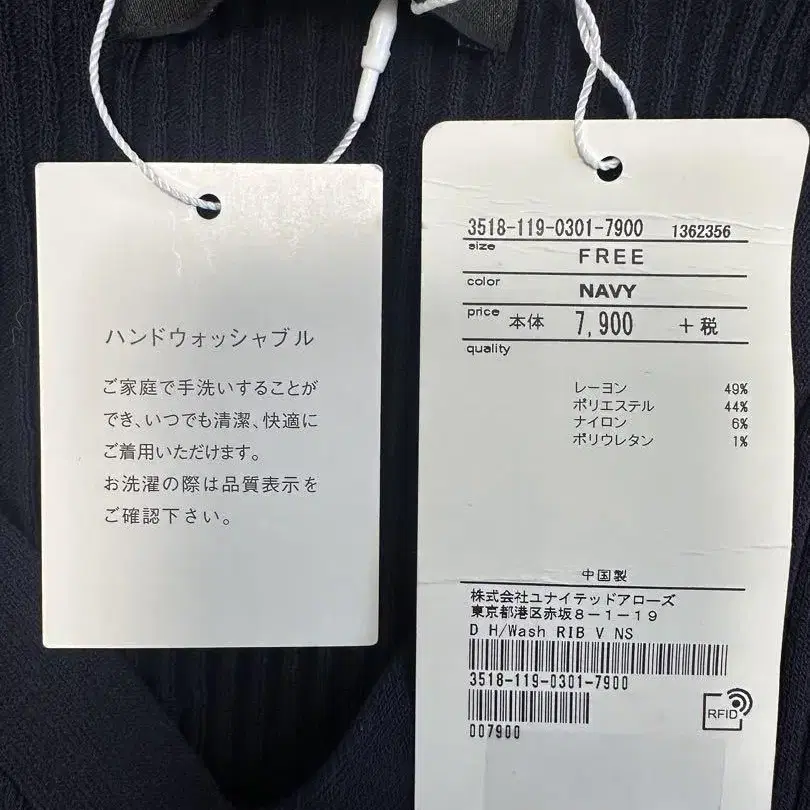 ハンドウォッシャブル
ご家庭で手洗いすることが
でき、いつでも清潔、快適に
ご着用いただけます。
お洗濯の際は品質表示を
ご確認下さい。
3518-119-0301-7900 1362356
size FREE
color NAVY
price 本体 7,900 +税
quality
レーヨン 49%
ポリエステル 44%
ナイロン 6%
ポリウレタン 1%
中国製
株式会社ユナイテッドアローズ
東京都港区赤坂8-1-19
D H/Wash RIB V NS
3518-119-0301-7900
007900
RFID